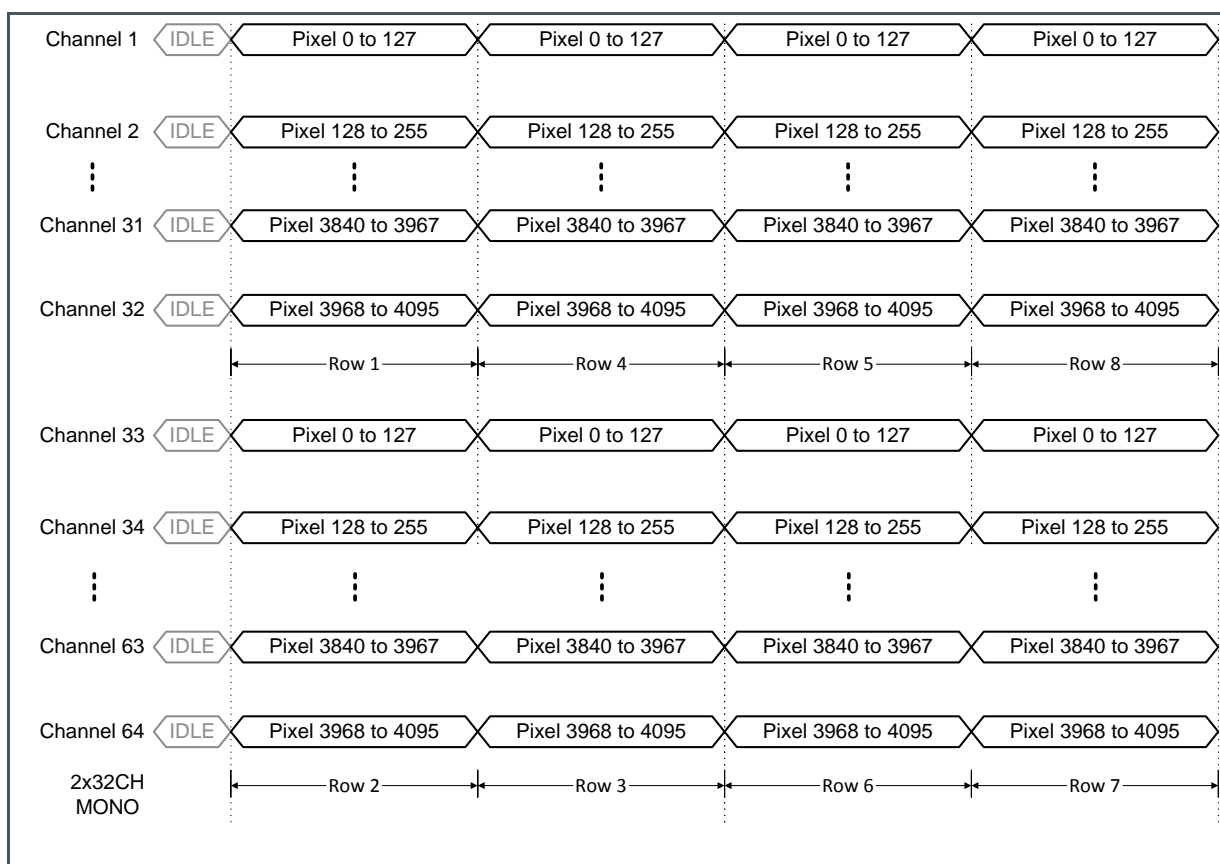 Channel 1 IDLE Pixel 0 to 127 Pixel 0 to 127 Pixel 0 to 127 Pixel 0 to 127
Channel 2 IDLE Pixel 128 to 255 Pixel 128 to 255 Pixel 128 to 255 Pixel 128 to 255
Channel 31 IDLE Pixel 3840 to 3967 Pixel 3840 to 3967 Pixel 3840 to 3967 Pixel 3840 to 3967
Channel 32 IDLE Pixel 3968 to 4095 Pixel 3968 to 4095 Pixel 3968 to 4095 Pixel 3968 to 4095
Row 1 Row 4 Row 5 Row 8
Channel 33 IDLE Pixel 0 to 127 Pixel 0 to 127 Pixel 0 to 127 Pixel 0 to 127
Channel 34 IDLE Pixel 128 to 255 Pixel 128 to 255 Pixel 128 to 255 Pixel 128 to 255
Channel 63 IDLE Pixel 3840 to 3967 Pixel 3840 to 3967 Pixel 3840 to 3967 Pixel 3840 to 3967
Channel 64 IDLE Pixel 3968 to 4095 Pixel 3968 to 4095 Pixel 3968 to 4095 Pixel 3968 to 4095
2x32CH
MONO
Row 2 Row 3 Row 6 Row 7